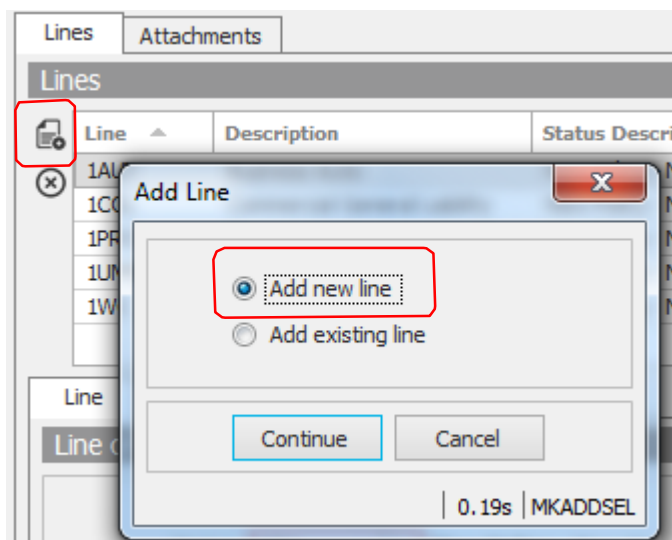 Lines
Attachments
Lines
Line
Description
Status Descri
1AU
1CO
1PR
1UN
1W
Add Line
Add new line
Add existing line
Line
Line
Continue
Cancel
0.19s
MKADDSEL